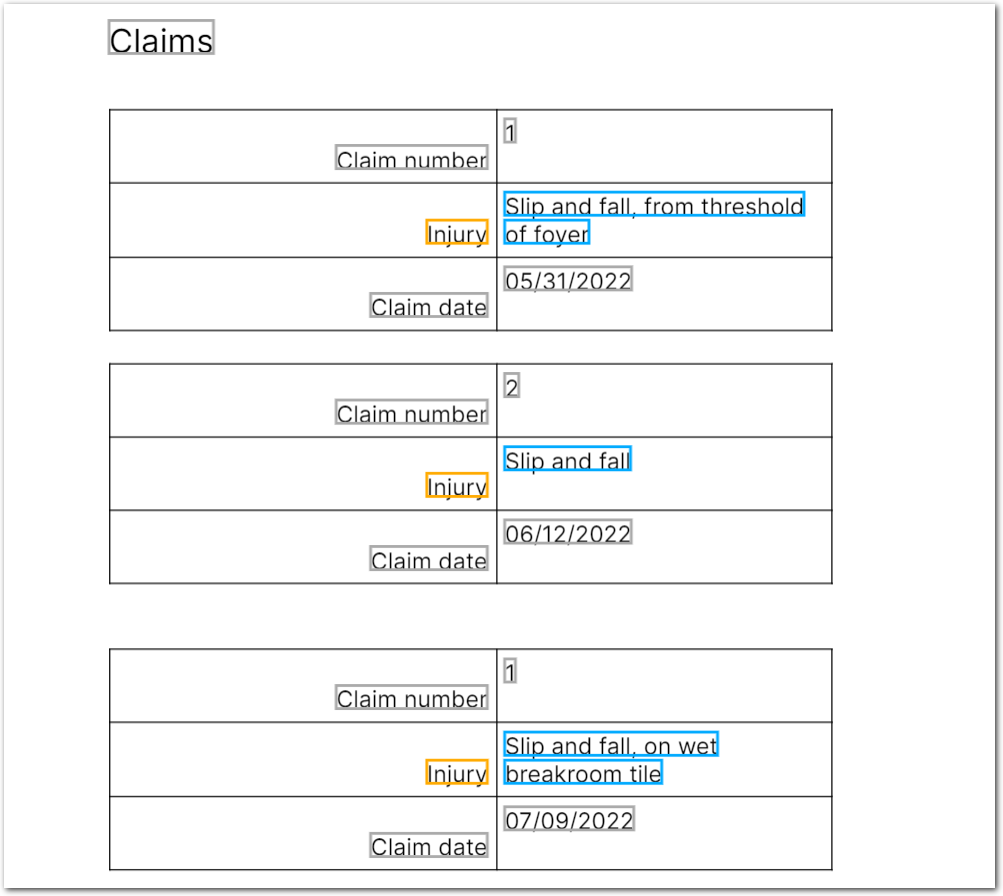 Claims
1
Claim number
Slip and fall, from threshold
of foyer
Injury
05/31/2022
Claim date
2
Claim number
Slip and fall
Injury
06/12/2022
Claim date
1
Claim number
Slip and fall, on wet
breakroom tile
Injury
07/09/2022
Claim date